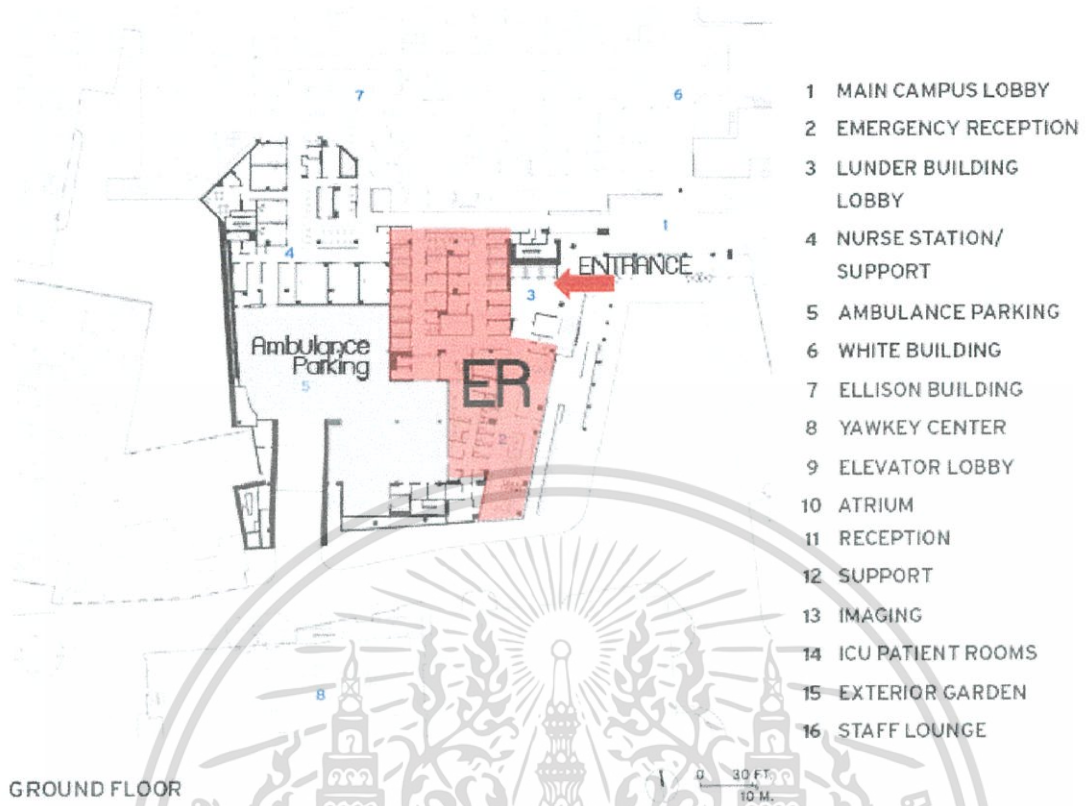 7
6
1 MAIN CAMPUS LOBBY
2 EMERGENCY RECEPTION
3 LUNDER BUILDING
LOBBY
4 NURSE STATION/
SUPPORT
5 AMBULANCE PARKING
6 WHITE BUILDING
7 ELLISON BUILDING
8 YAWKEY CENTER
9 ELEVATOR LOBBY
10 ATRIUM
11 RECEPTION
12 SUPPORT
13 IMAGING
14 ICU PATIENT ROOMS
15 EXTERIOR GARDEN
16 STAFF LOUNGE
1
4
ENTRANCE
3
Ambulance
Parking
5
ER
2
8
GROUND FLOOR
0 30 FT.
10 M.